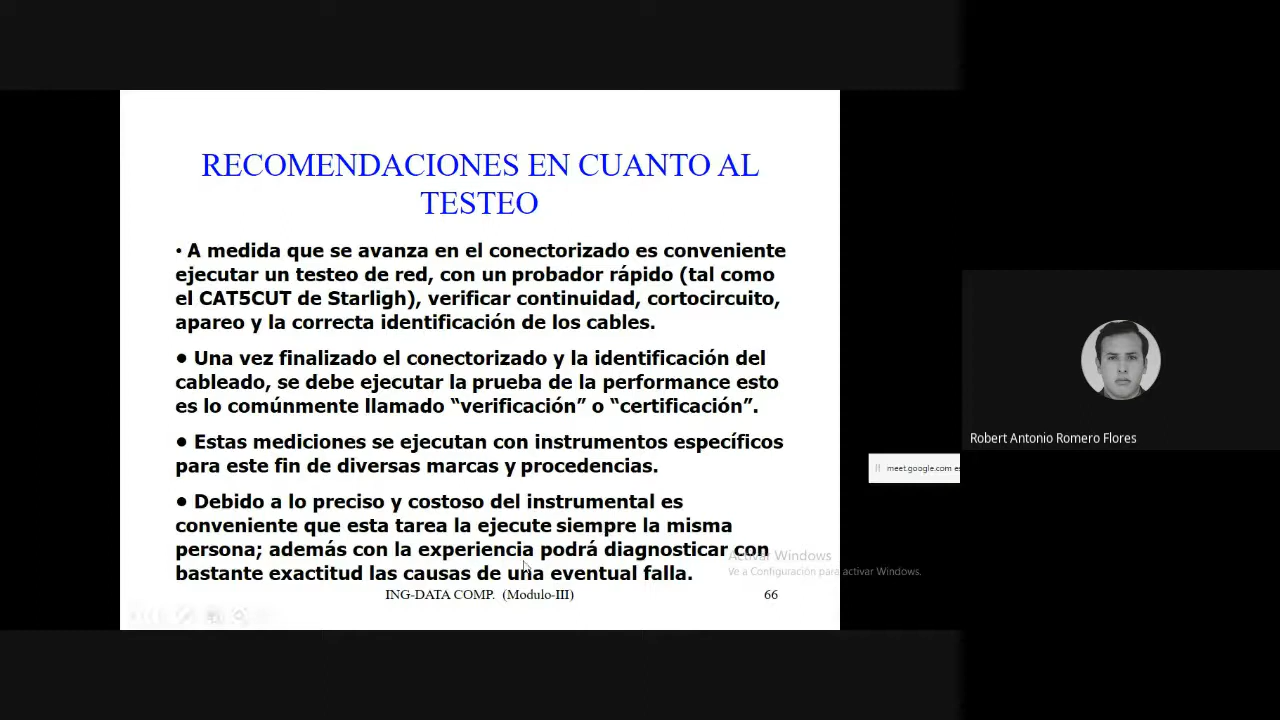 RECOMENDACIONES EN CUANTO AL
TESTEO
• A medida que se avanza en el conectorizado es conveniente
ejecutar un testeo de red, con un probador rápido (tal como
el CAT5CUT de Starligh), verificar continuidad, cortocircuito,
apareo y la correcta identificación de los cables.
• Una vez finalizado el conectorizado y la identificación del
cableado, se debe ejecutar la prueba de la performance esto
es lo comúnmente llamado “verificación” o “certificación”.
• Estas mediciones se ejecutan con instrumentos específicos
para este fin de diversas marcas y procedencias.
• Debido a lo preciso y costoso del instrumental es
conveniente que esta tarea la ejecute siempre la misma
persona; además con la experiencia podrá diagnosticar con
bastante exactitud las causas de una eventual falla.
ING-DATA COMP. (Modulo-III)
66
Activar Windows
Ve a Configuración para activar Windows.
Robert Antonio Romero Flores
meet.google.com es